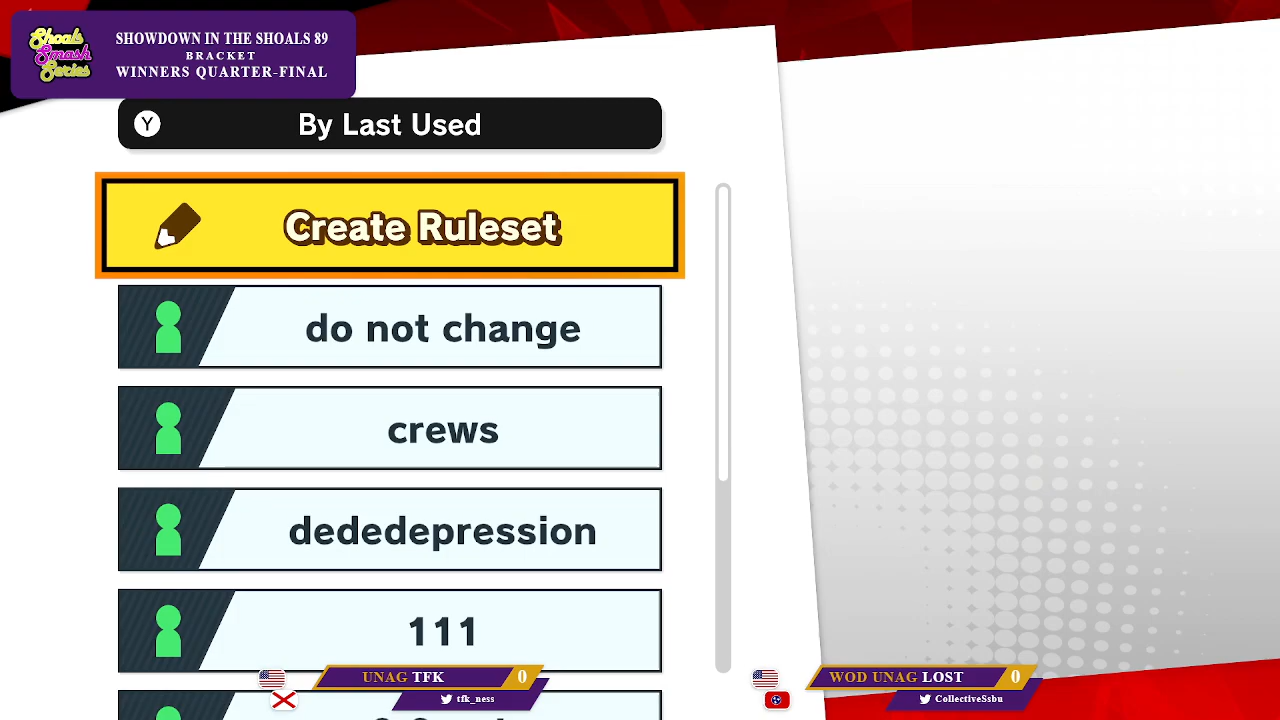 Shoals
Smash
Series
SHOWDOWN IN THE SHOALS 89
BRACKET
WINNERS QUARTER-FINAL
Y
By Last Used
Create Ruleset
do not change
crews
dededepression
111
UNAG TFK 0
tfk_ness
WOD UNAG LOST 0
CollectiveSsbu